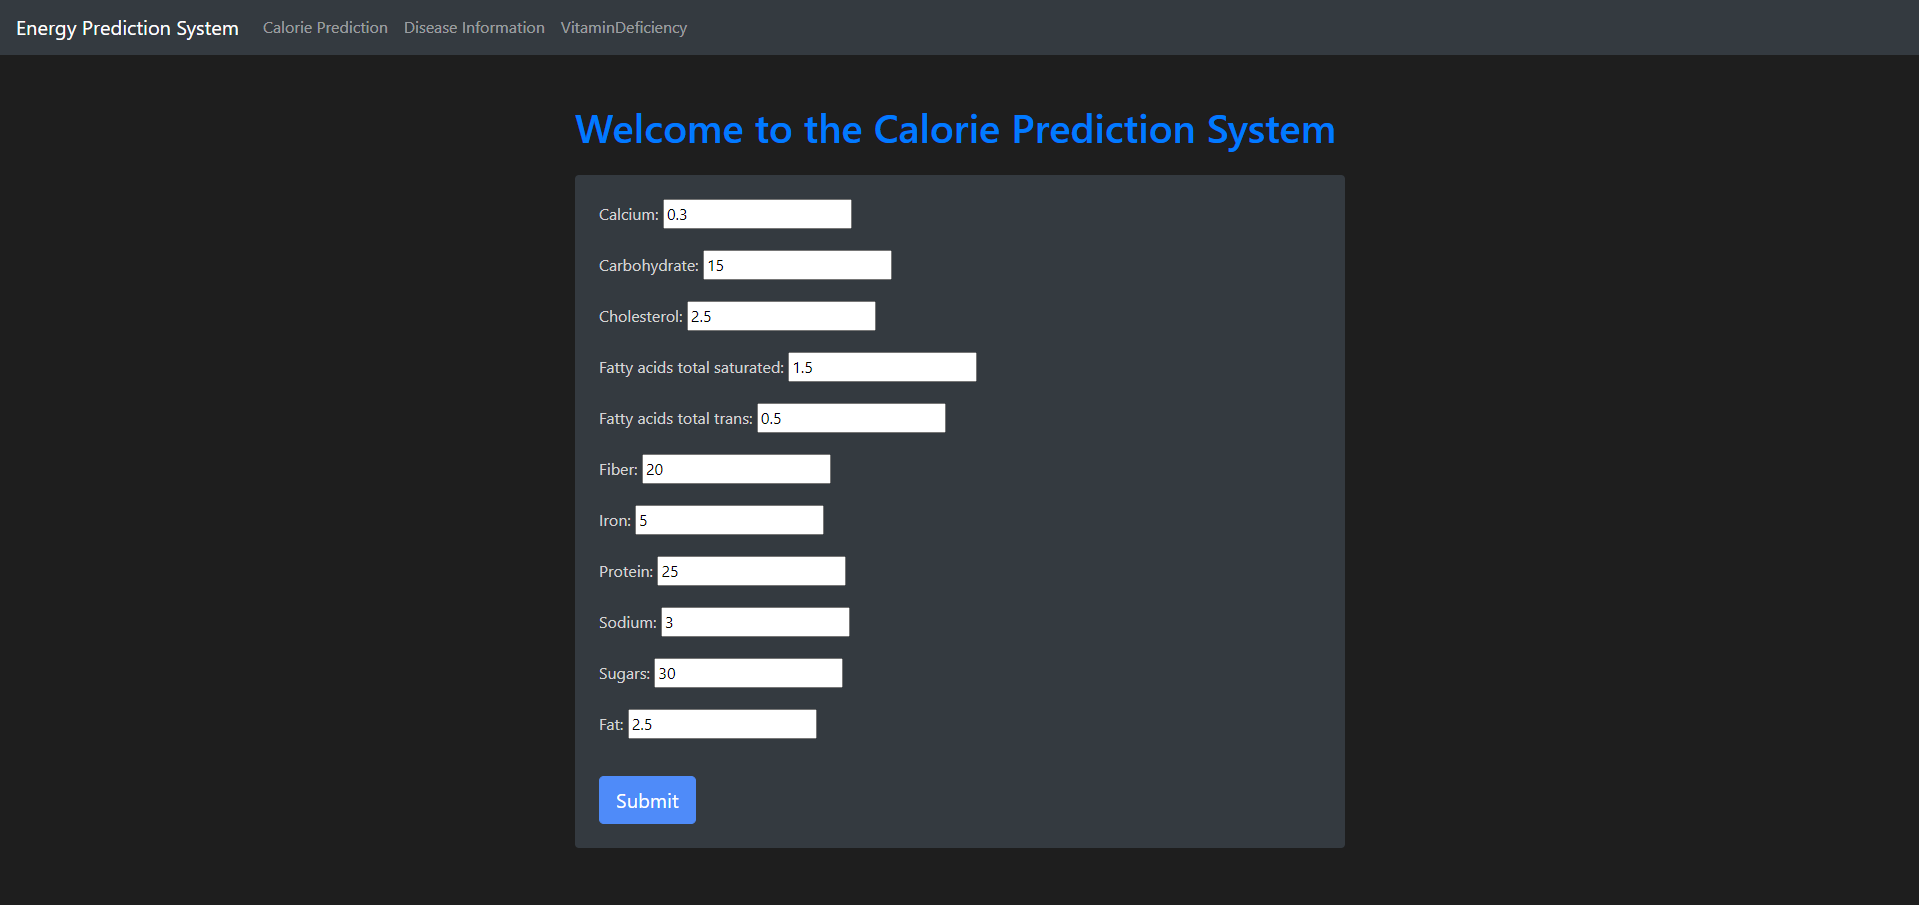 Energy Prediction System Calorie Prediction Disease Information VitaminDeficiency
Welcome to the Calorie Prediction System
Calcium: 0.3
Carbohydrate: 15
Cholesterol: 2.5
Fatty acids total saturated: 1.5
Fatty acids total trans: 0.5
Fiber: 20
Iron: 5
Protein: 25
Sodium: 3
Sugars: 30
Fat: 2.5
Submit